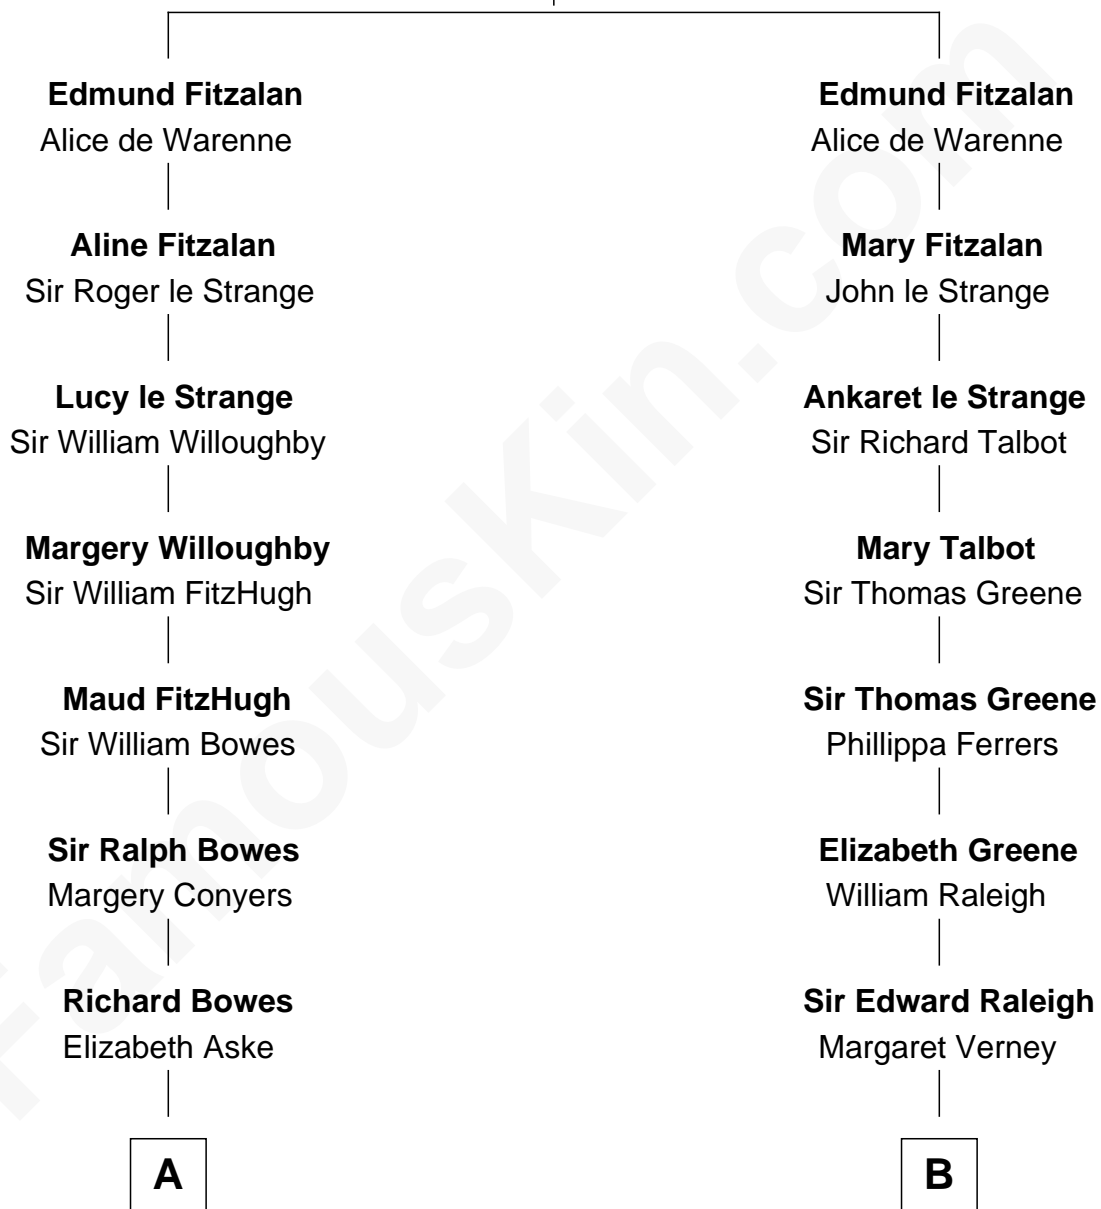 Edmund Fitzalan
Alice de Warenne
Aline Fitzalan
Sir Roger le Strange
Lucy le Strange
Sir William Willoughby
Margery Willoughby
Sir William FitzHugh
Maud FitzHugh
Sir William Bowes
Sir Ralph Bowes
Margery Conyers
Richard Bowes
Elizabeth Aske
A
Edmund Fitzalan
Alice de Warenne
Mary Fitzalan
John le Strange
Ankaret le Strange
Sir Richard Talbot
Mary Talbot
Sir Thomas Greene
Sir Thomas Greene
Phillippa Ferrers
Elizabeth Greene
William Raleigh
Sir Edward Raleigh
Margaret Verney
B
FamousKin.com